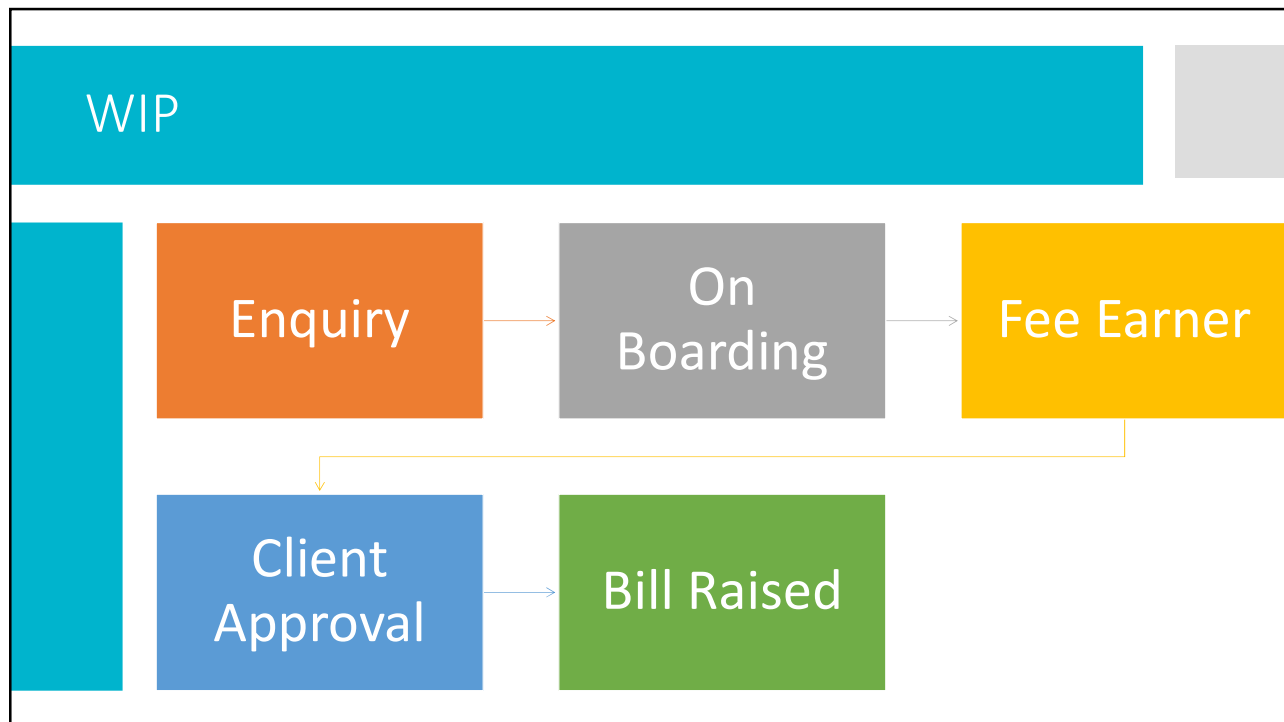 WIP
Enquiry
On
Boarding
Fee Earner
Client
Approval
Bill Raised